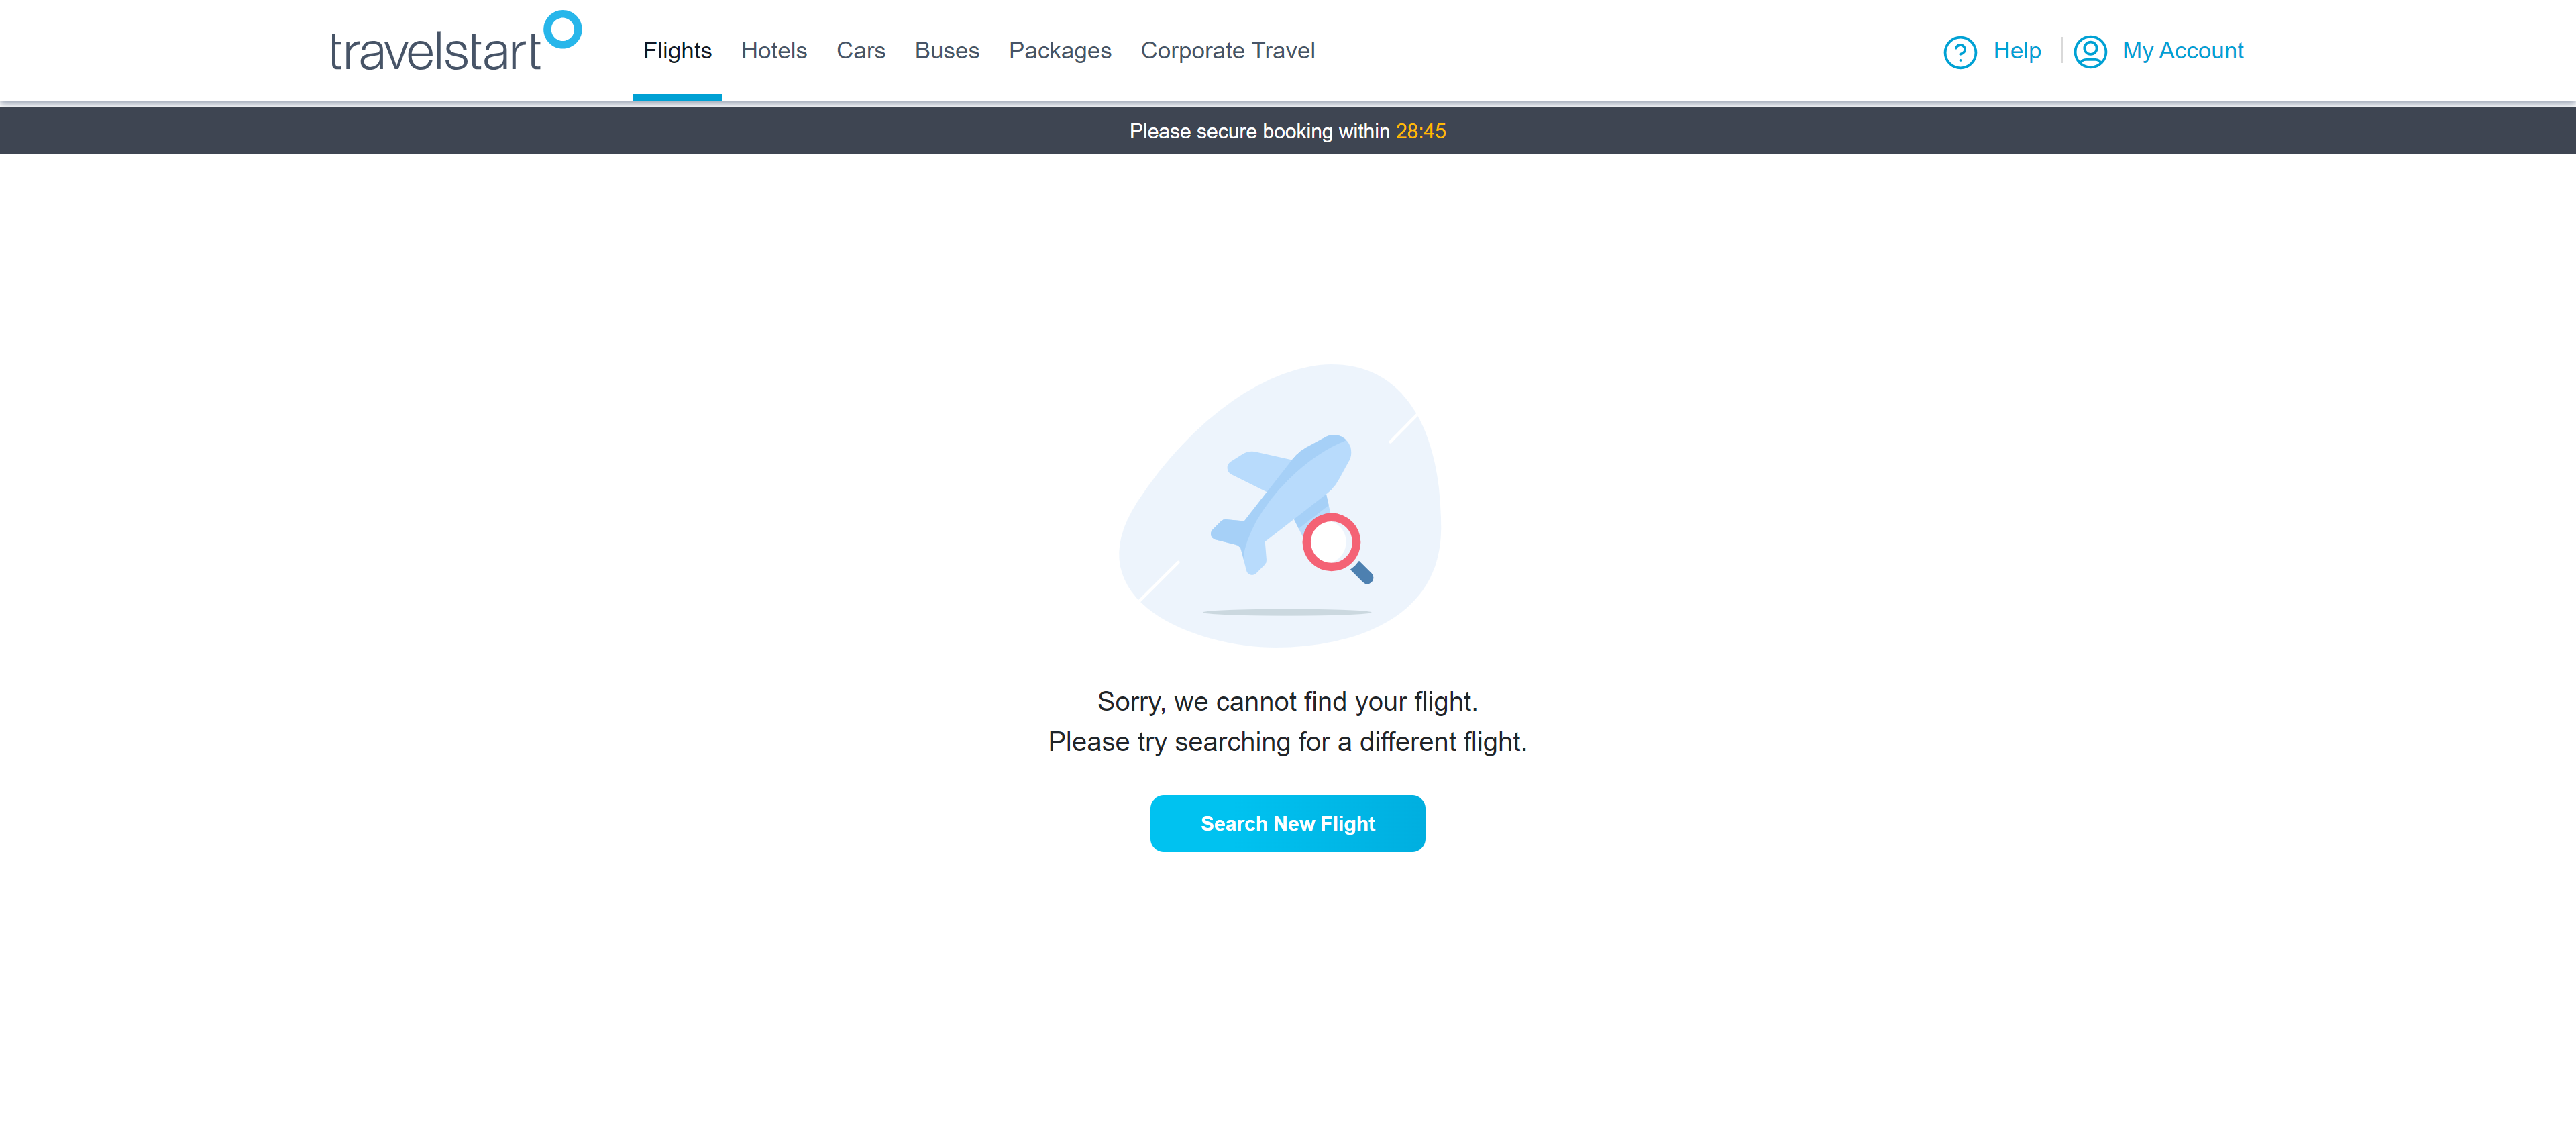 travelstart
Flights Hotels Cars Buses Packages Corporate Travel Help My Account
Please secure booking within 28:45
Sorry, we cannot find your flight.
Please try searching for a different flight.
Search New Flight